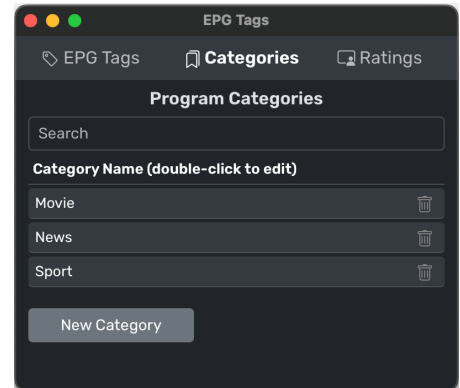 EPG Tags
EPG Tags Categories Ratings
Program Categories
Search
Category Name (double-click to edit)
Movie
News
Sport
New Category